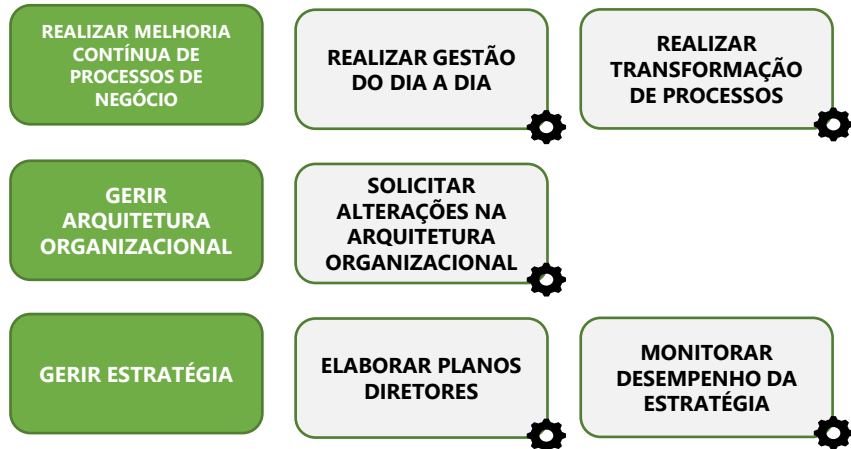 REALIZAR MELHORIA
CONTÍNUA DE
PROCESSOS DE
NEGÓCIO
REALIZAR GESTÃO
DO DIA A DIA
REALIZAR
TRANSFORMAÇÃO
DE PROCESSOS
GERIR
ARQUITETURA
ORGANIZACIONAL
SOLICITAR
ALTERAÇÕES NA
ARQUITETURA
ORGANIZACIONAL
GERIR ESTRATÉGIA
ELABORAR PLANOS
DIRETORES
MONITORAR
DESEMPENHO DA
ESTRATÉGIA